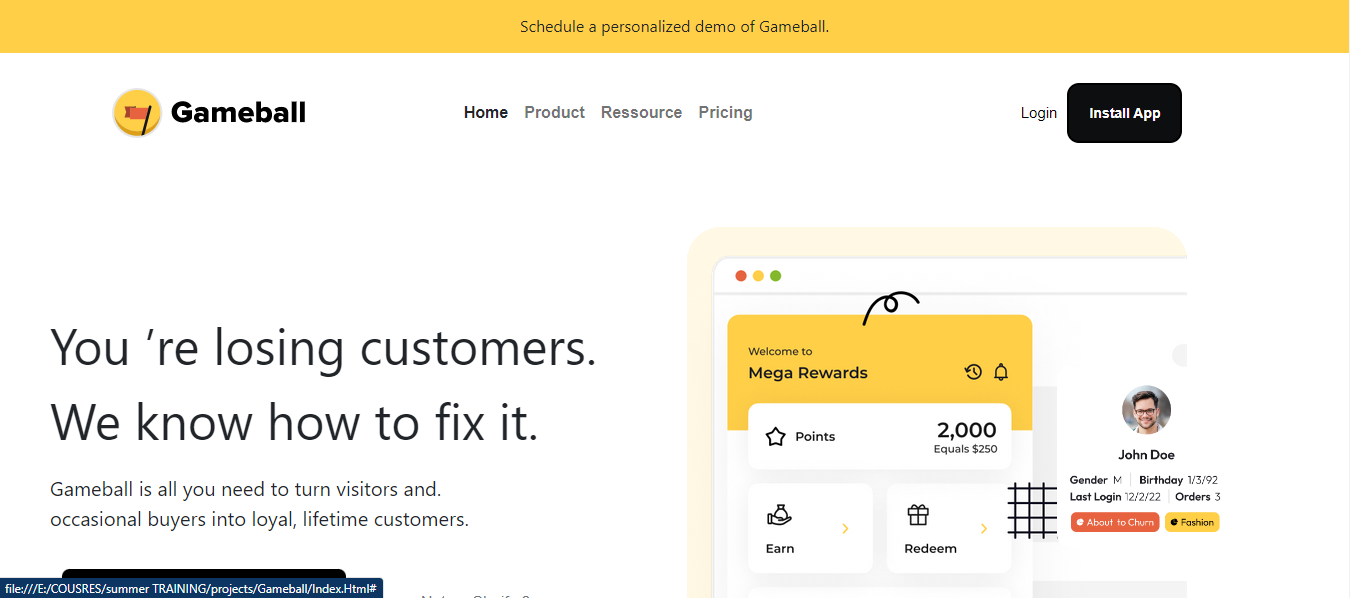 Schedule a personalized demo of Gameball.
Gameball
Home Product Ressource Pricing
Login
Install App
You ’re losing customers.
We know how to fix it.
Gameball is all you need to turn visitors and.
occasional buyers into loyal, lifetime customers.
Welcome to
Mega Rewards
Points
2,000
Equals $250
Earn
Redeem
John Doe
Gender M Birthday 1/3/92
Last Login 12/2/22 Orders 3
About to Churn Fashion
file:///E:/COUSRES/summer TRAINING/projects/Gameball/Index.Html#